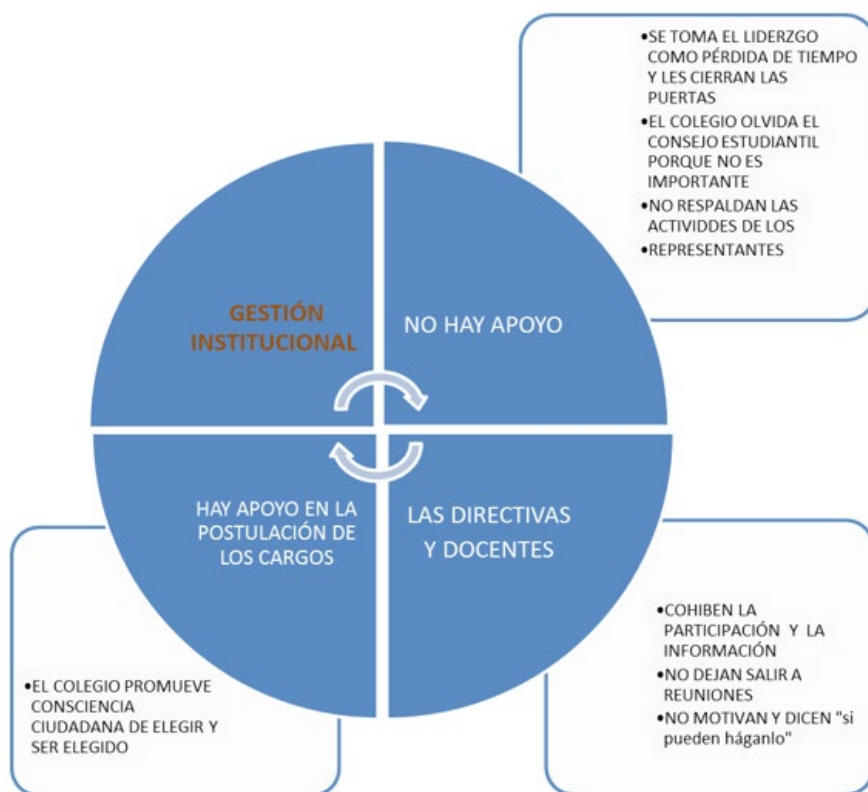 •SE TOMA EL LIDERZGO
COMO PÉRDIDA DE TIEMPO
Y LES CIERRAN LAS
PUERTAS
•EL COLEGIO OLVIDA EL
CONSEJO ESTUDIANTIL
PORQUE NO ES
IMPORTANTE
•NO RESPALDAN LAS
ACTIVIDDES DE LOS
•REPRESENTANTES
GESTIÓN
INSTITUCIONAL
NO HAY APOYO
HAY APOYO EN LA
POSTULACIÓN DE
LOS CARGOS
LAS DIRECTIVAS
Y DOCENTES
•EL COLEGIO PROMUEVE
CONSCIENCIA
CIUDADANA DE ELEGIR Y
SER ELEGIDO
•COHIBEN LA
PARTICIPACIÓN Y LA
INFORMACIÓN
•NO DEJAN SALIR A
REUNIONES
•NO MOTIVAN Y DICEN "si
pueden háganlo"